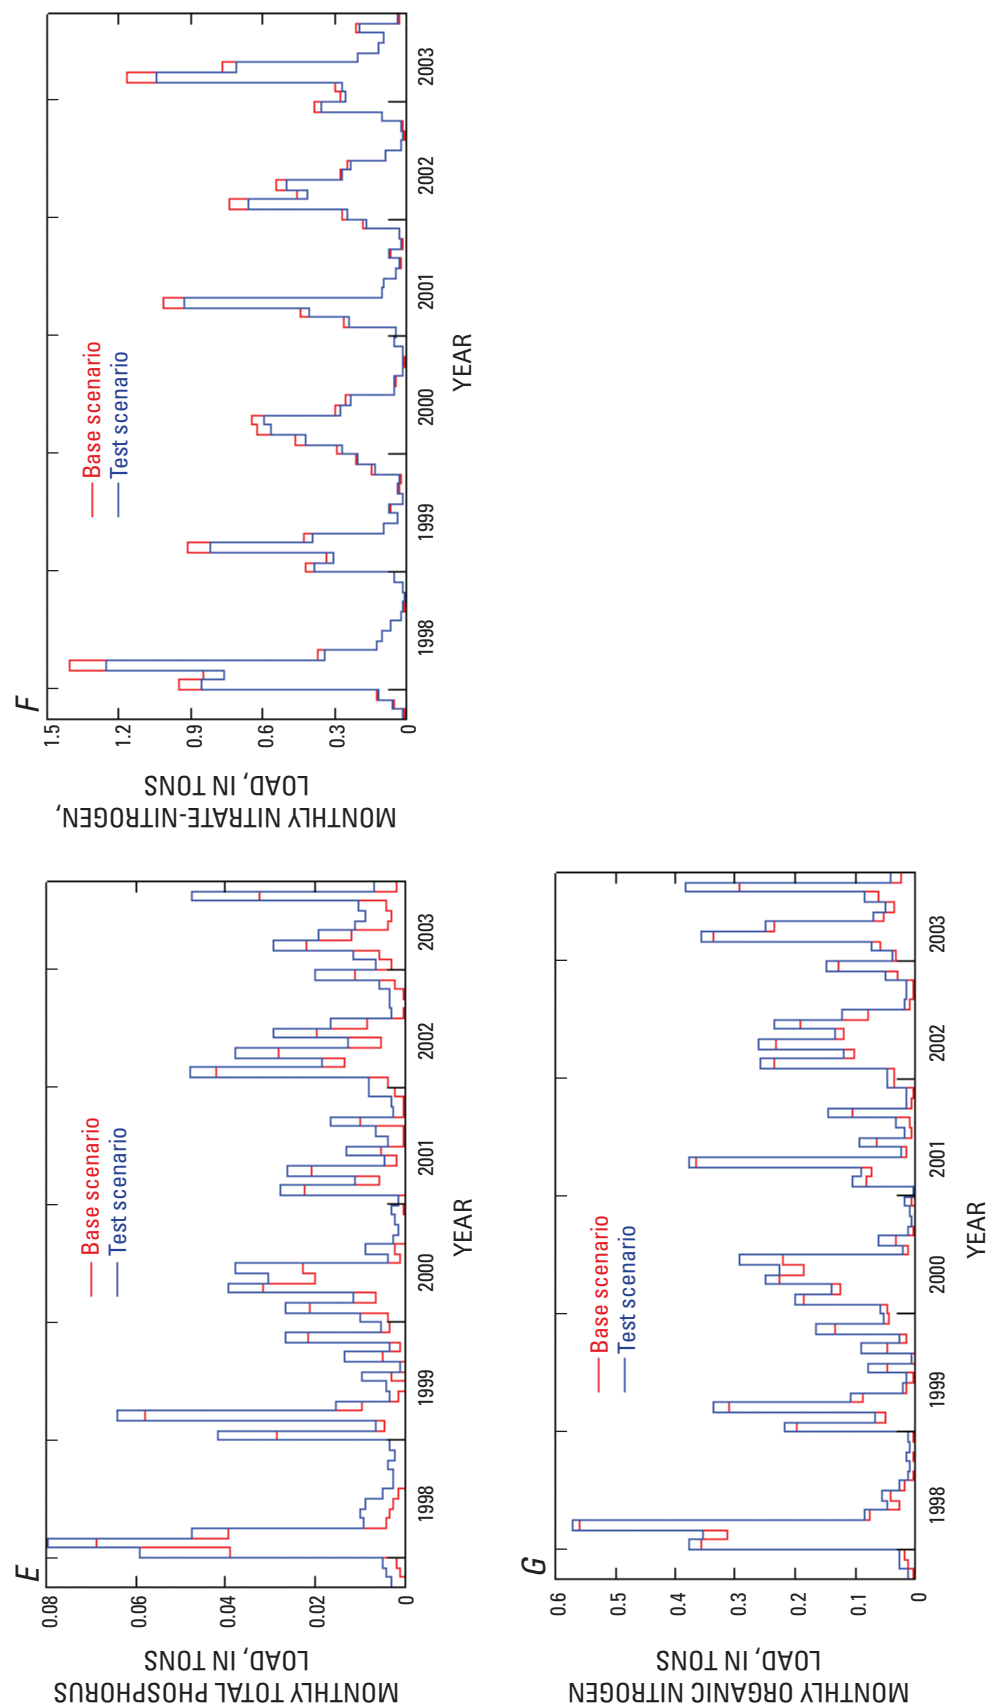 E
MONTHLY TOTAL PHOSPHORUS
LOAD, IN TONS
0.08
0.06
0.04
0.02
0
Base scenario
Test scenario
1998
1999
2000
2001
2002
2003
YEAR
F
MONTHLY NITRATE-NITROGEN,
LOAD, IN TONS
1.5
1.2
0.9
0.6
0.3
0
Base scenario
Test scenario
1998
1999
2000
2001
2002
2003
YEAR
G
MONTHLY ORGANIC NITROGEN
LOAD, IN TONS
0.6
0.5
0.4
0.3
0.2
0.1
0
Base scenario
Test scenario
1998
1999
2000
2001
2002
2003
YEAR